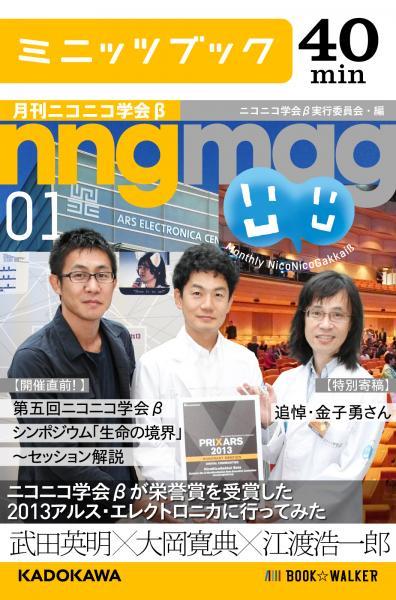 ミニッツブック
40
min
月刊ニコニコ学会β
ニコニコ学会β実行委員会・編
nngmag
01
ARS ELECTRONICA CEN
Monthly NicoNicoGakkaiβ
【開催直前!】
第五回ニコニコ学会β
シンポジウム「生命の境界」
～セッション解説
【特別寄稿】
追悼・金子勇さん
PRIXARS
2013
ニコニコ学会βが栄誉賞を受賞した
2013アルス・エレクトロニカに行ってみた
武田英明×大岡寛典×江渡浩一郎
KADOKAWA
BOOK☆WALKER